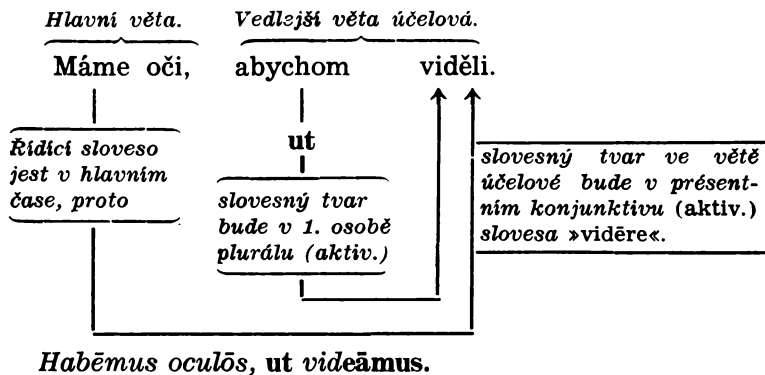 Hlavní věta. Vedlejší věta účelová.
Máme oči, abychom viděli.
Řídící sloveso
jest v hlavním
čase, proto
ut
slovesný tvar
bude v 1. osobě
plurálu (aktiv.)
slovesný tvar ve větě
účelové bude v présent-
ním konjunktivu (aktiv.)
slovesa »vidēre«.
Habēmus oculōs, ut videāmus.